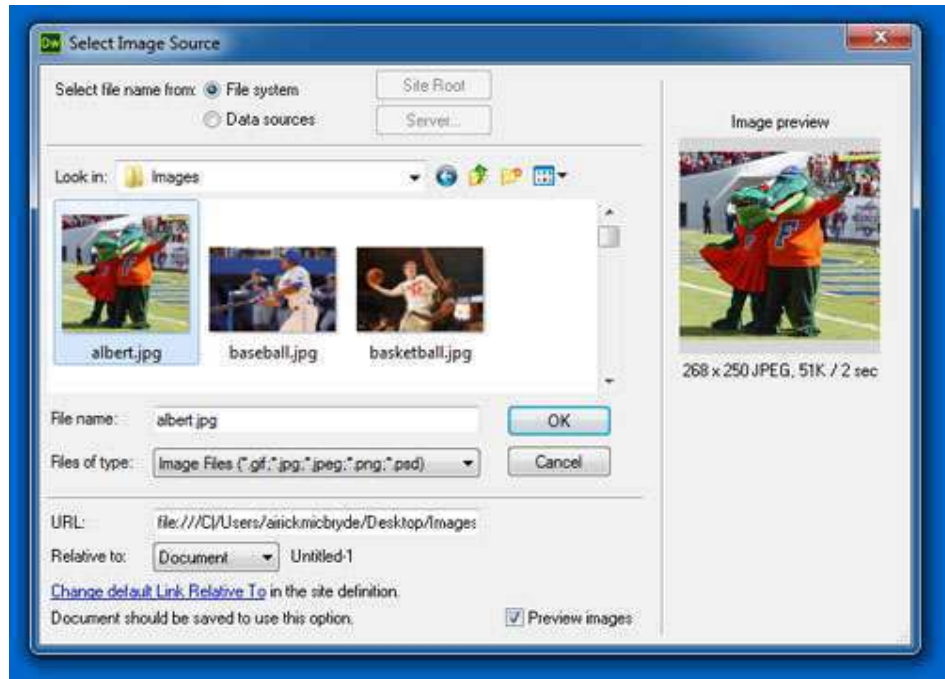 Dw Select Image Source
Select file name from: File system Site Root
Data sources Server...
Image preview
Look in: Images
albert.jpg baseball.jpg basketball.jpg
268 x 250 JPEG, 51K / 2 sec
File name: albert.jpg OK
Files of type: Image Files (*.gif;*.jpg;*.jpeg;*.png;*.psd) Cancel
URL: file:///C|/Users/airickmcbryde/Desktop/Images
Relative to: Document Untitled-1
Change default Link Relative To in the site definition.
Document should be saved to use this option. Preview images